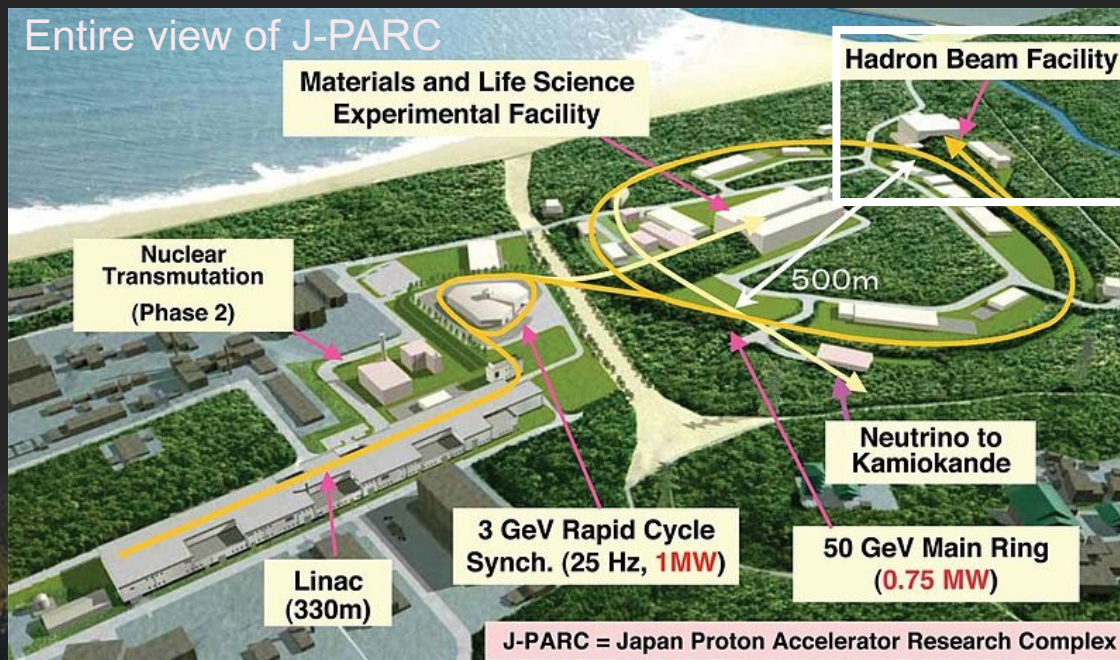 Entire view of J-PARC
Hadron Beam Facility
Materials and Life Science
Experimental Facility
Nuclear
Transmutation
(Phase 2)
500m
Neutrino to
Kamiokande
3 GeV Rapid Cycle
Synch. (25 Hz, 1MW)
50 GeV Main Ring
(0.75 MW)
Linac
(330m)
J-PARC = Japan Proton Accelerator Research Complex